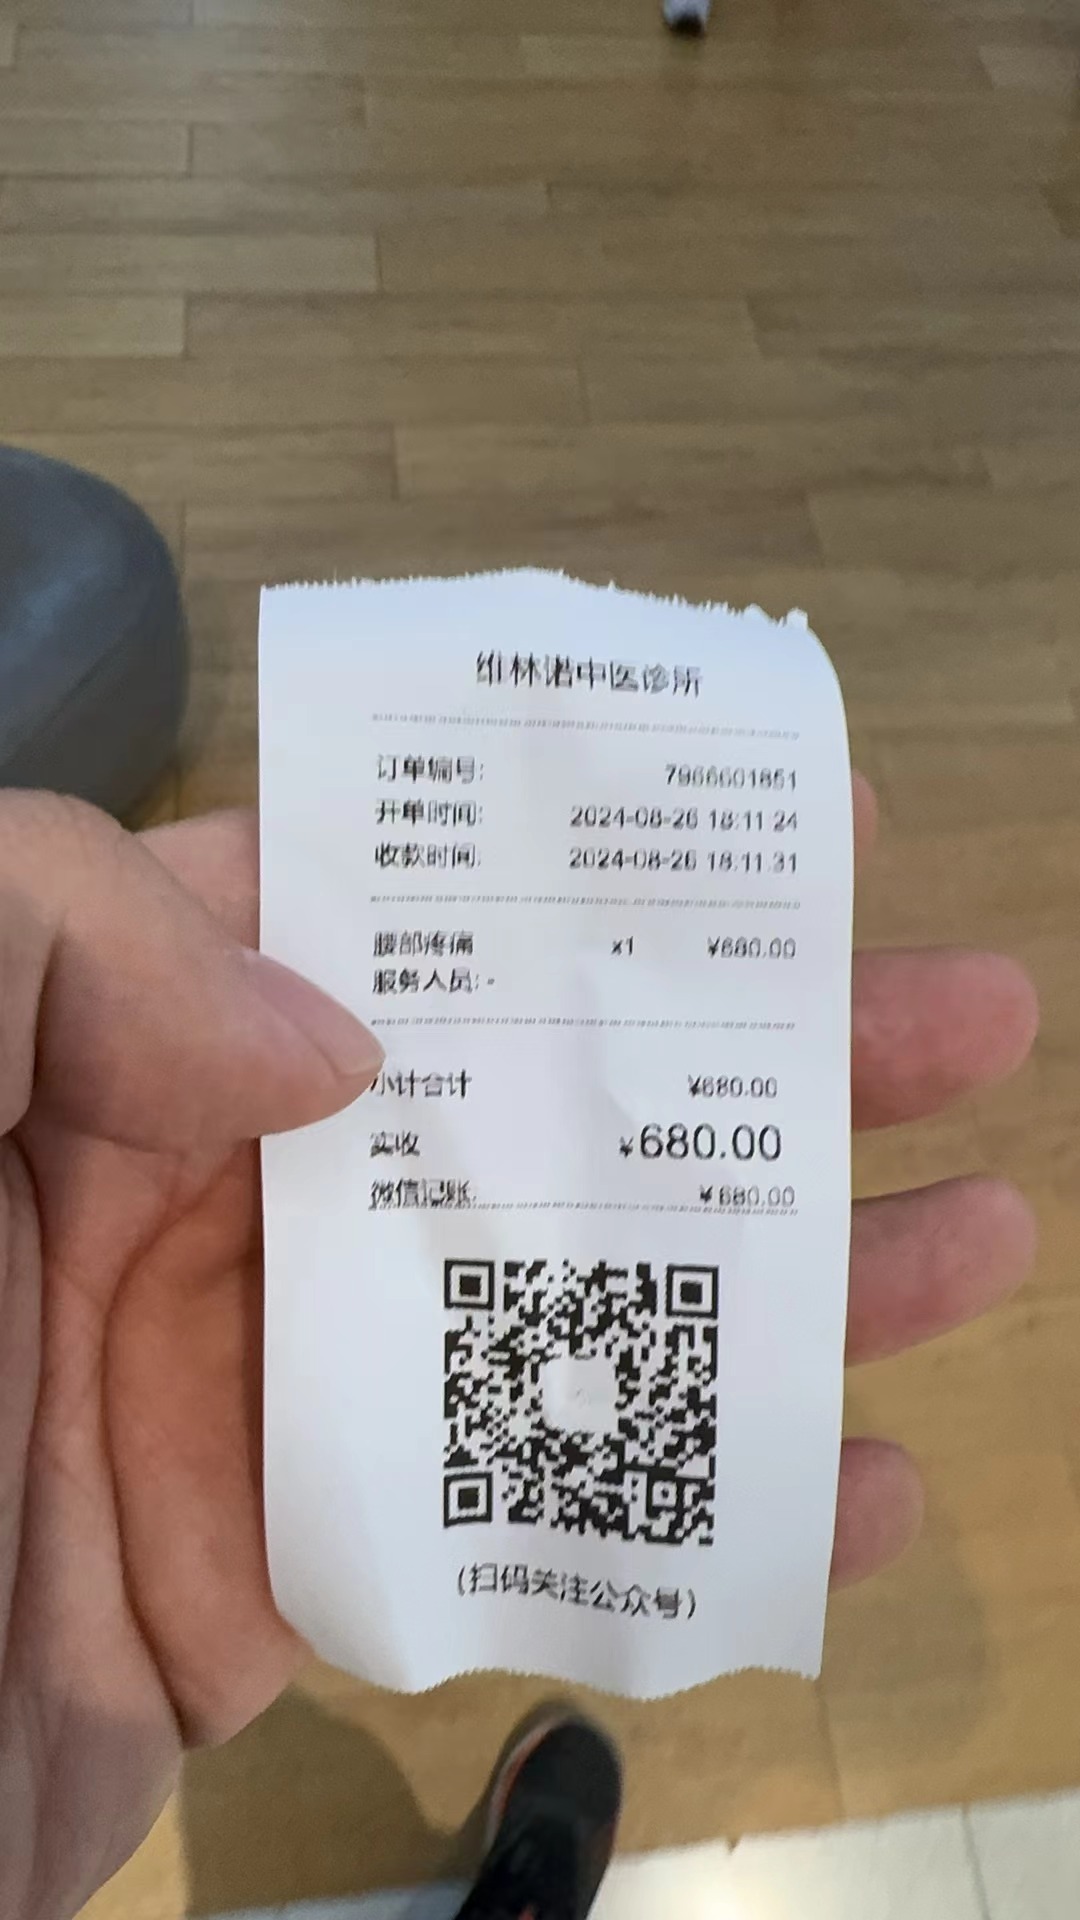 维林诺中医诊所
订单编号: 7966601851
开单时间: 2024-08-26 18:11:24
收款时间: 2024-08-26 18:11:31
腰部疼痛 x1 ¥680.00
服务人员: -
小计合计 ¥680.00
实收 ¥680.00
微信记账: ¥680.00
(扫码关注公众号)